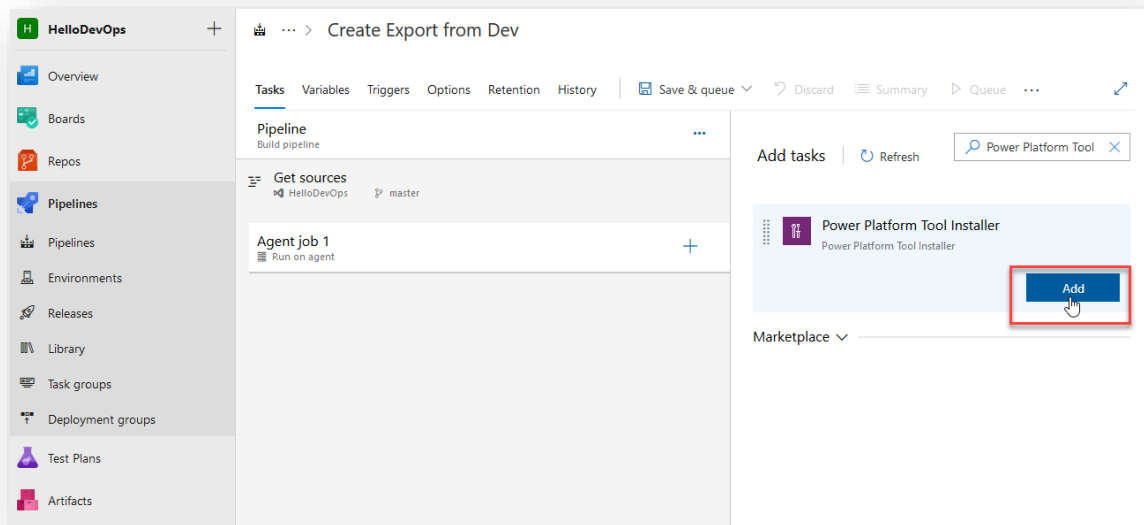 H HelloDevOps
Overview
Boards
Repos
Pipelines
Pipelines
Environments
Releases
Library
Task groups
Deployment groups
Test Plans
Artifacts
... > Create Export from Dev
Tasks Variables Triggers Options Retention History Save & queue Discard Summary Queue ...
Pipeline
Build pipeline
...
Get sources
HelloDevOps master
Agent job 1
Run on agent
Add tasks Refresh Power Platform Tool
Power Platform Tool Installer
Power Platform Tool Installer
Add
Marketplace